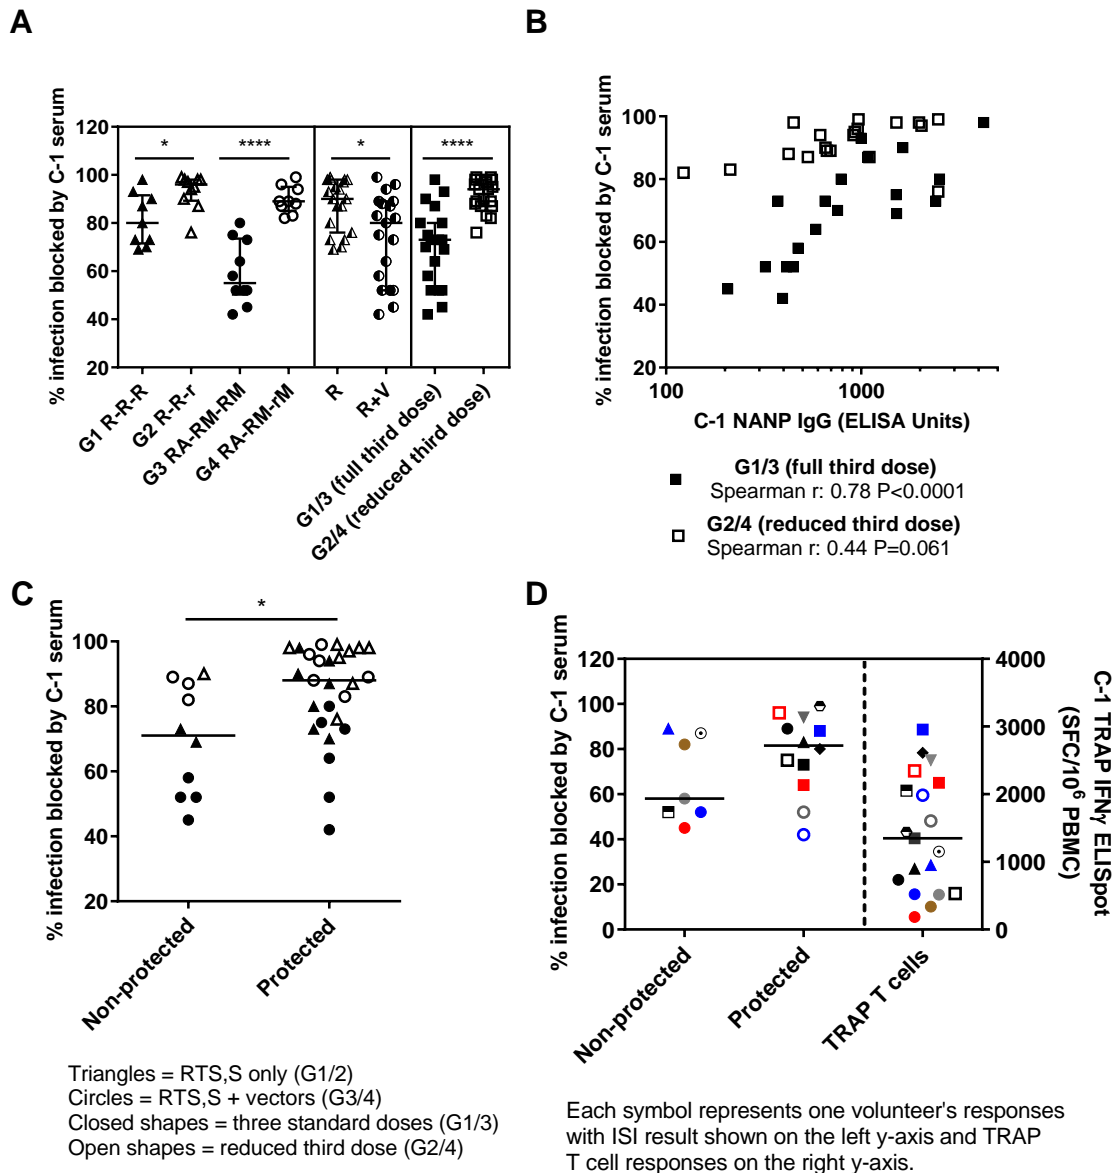 A
% infection blocked by C-1 serum
120
100
80
60
40
20
*
****
*
****
G1 R-R-R
G2 R-R-r
G3 RA-RM-RM
G4 RA-RM-rM
R
R+V
G1/3 (full third dose)
G2/4 (reduced third dose)
B
% infection blocked by C-1 serum
100
80
60
40
20
100
1000
C-1 NANP IgG (ELISA Units)
G1/3 (full third dose)
Spearman r: 0.78 P<0.0001
G2/4 (reduced third dose)
Spearman r: 0.44 P=0.061
C
% infection blocked by C-1 serum
100
80
60
40
20
*
Non-protected
Protected
Triangles = RTS,S only (G1/2)
Circles = RTS,S + vectors (G3/4)
Closed shapes = three standard doses (G1/3)
Open shapes = reduced third dose (G2/4)
D
% infection blocked by C-1 serum
120
100
80
60
40
20
0
4000
3000
2000
1000
0
C-1 TRAP IFNγ ELISpot
(SFC/10⁶ PBMC)
Non-protected
Protected
TRAP T cells
Each symbol represents one volunteer's responses
with ISI result shown on the left y-axis and TRAP
T cell responses on the right y-axis.